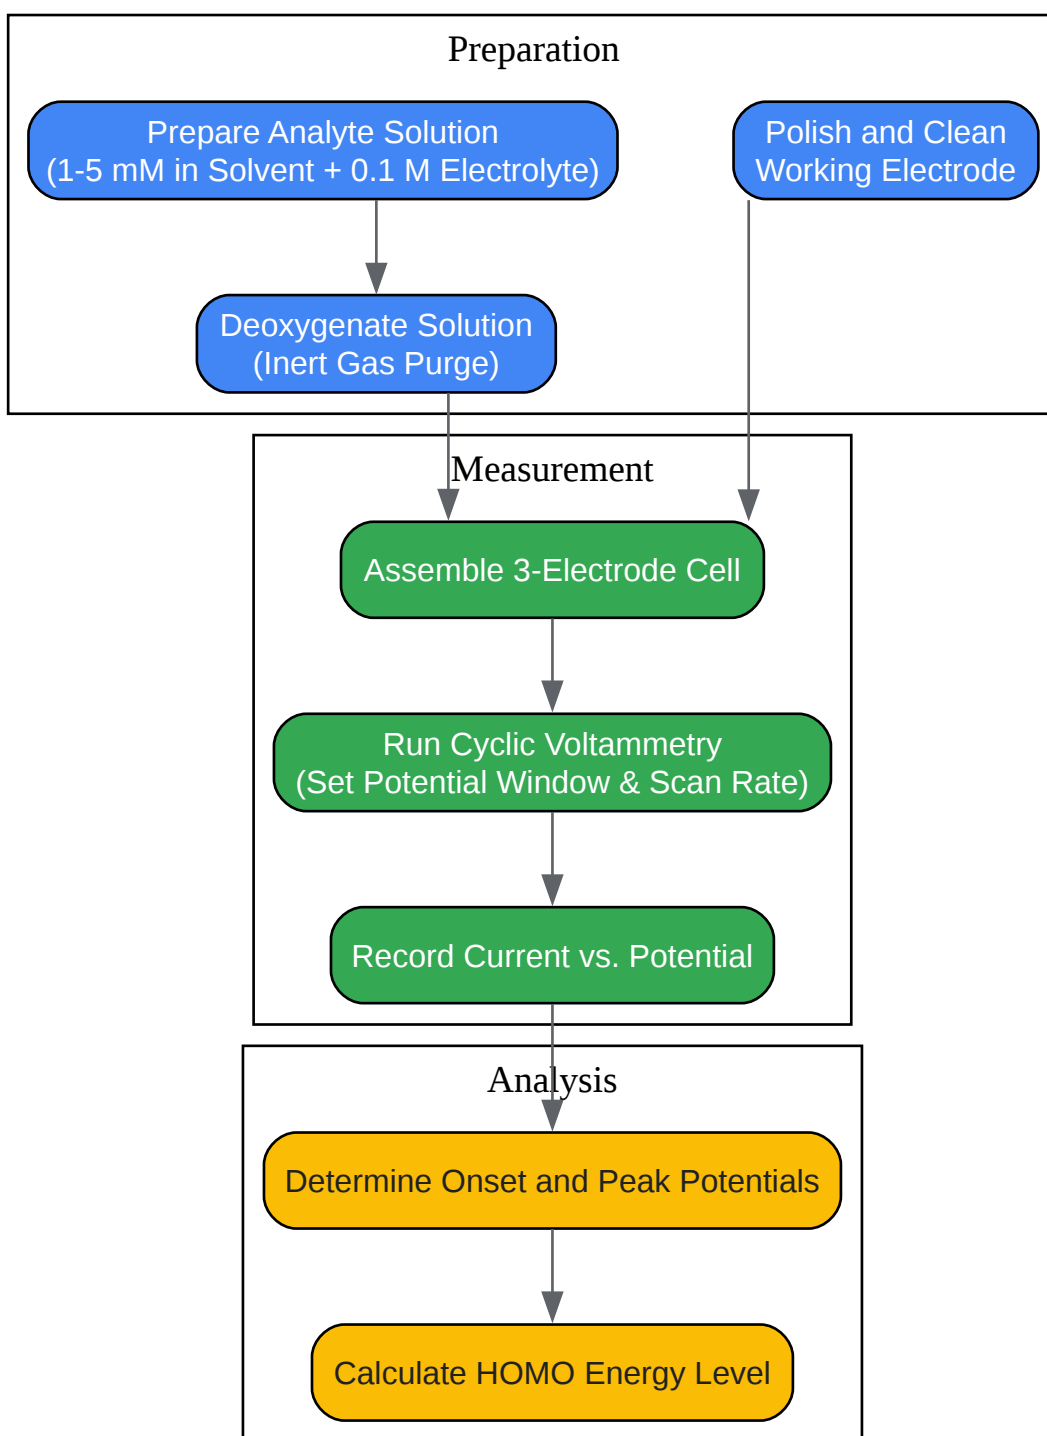 Preparation
Prepare Analyte Solution
(1-5 mM in Solvent + 0.1 M Electrolyte)
Polish and Clean
Working Electrode
Deoxygenate Solution
(Inert Gas Purge)
Measurement
Assemble 3-Electrode Cell
Run Cyclic Voltammetry
(Set Potential Window & Scan Rate)
Record Current vs. Potential
Analysis
Determine Onset and Peak Potentials
Calculate HOMO Energy Level